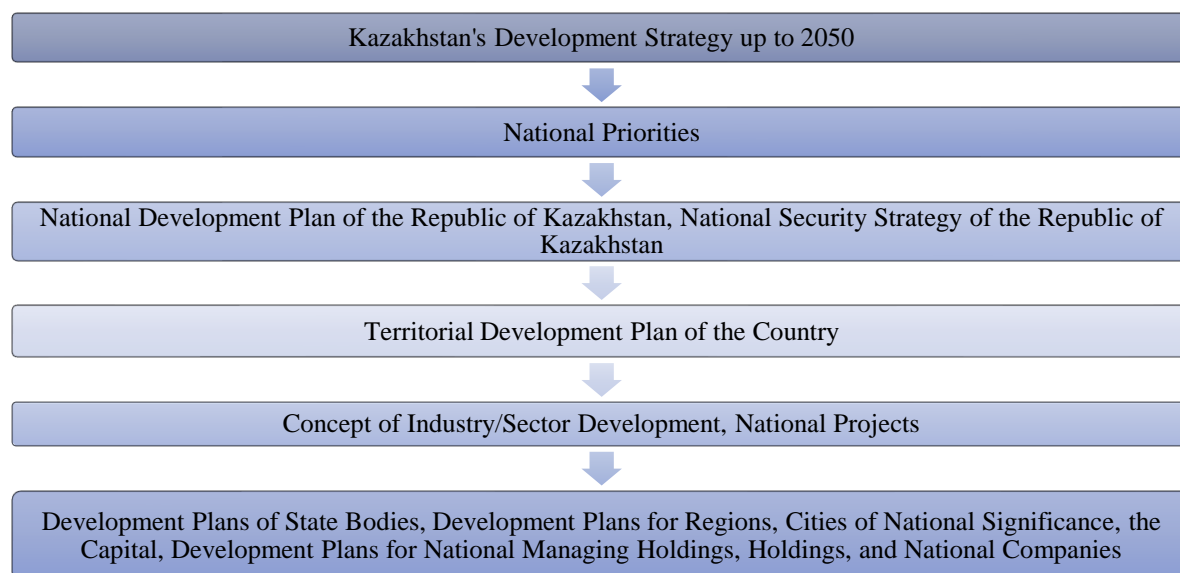 Kazakhstan's Development Strategy up to 2050
National Priorities
National Development Plan of the Republic of Kazakhstan, National Security Strategy of the Republic of
Kazakhstan
Territorial Development Plan of the Country
Concept of Industry/Sector Development, National Projects
Development Plans of State Bodies, Development Plans for Regions, Cities of National Significance, the
Capital, Development Plans for National Managing Holdings, Holdings, and National Companies